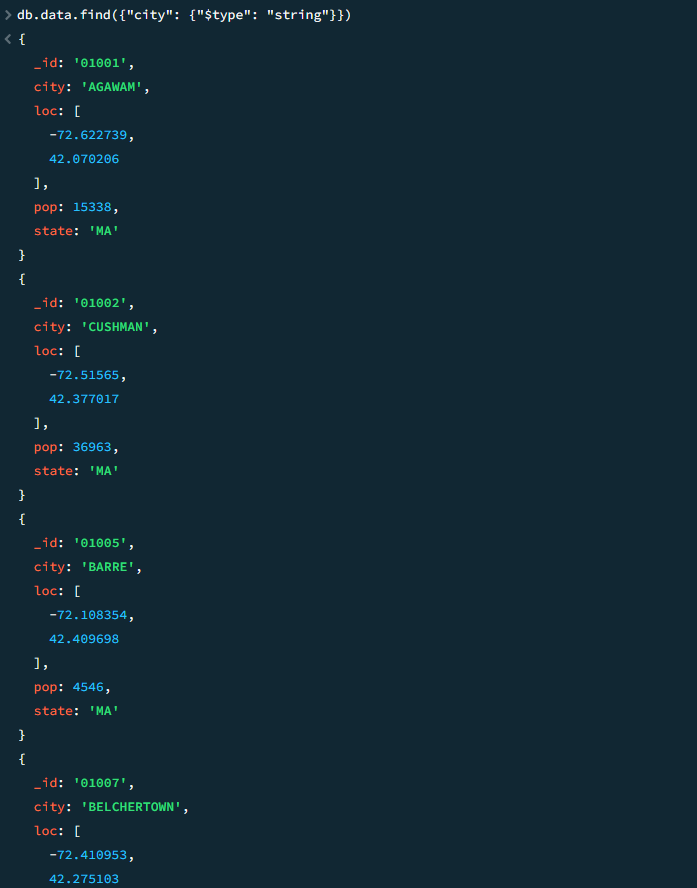 > db.data.find({"city": {"$type": "string"}})
< {
_id: '01001',
city: 'AGAWAM',
loc: [
-72.622739,
42.070206
],
pop: 15338,
state: 'MA'
}
{
_id: '01002',
city: 'CUSHMAN',
loc: [
-72.51565,
42.377017
],
pop: 36963,
state: 'MA'
}
{
_id: '01005',
city: 'BARRE',
loc: [
-72.108354,
42.409698
],
pop: 4546,
state: 'MA'
}
{
_id: '01007',
city: 'BELCHERTOWN',
loc: [
-72.410953,
42.275103